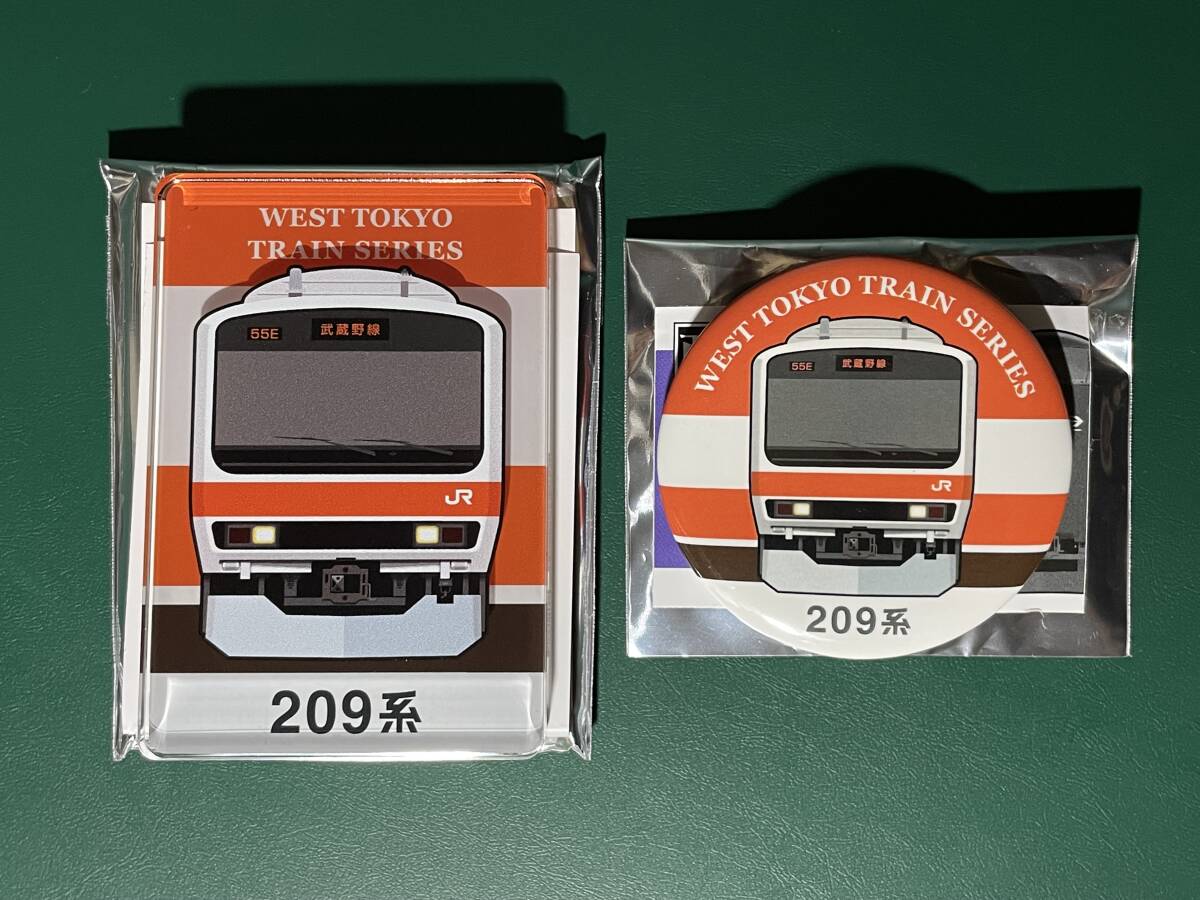 WEST TOKYO
TRAIN SERIES
55E
武蔵野線
JR
209系
WEST TOKYO TRAIN SERIES
55E
武蔵野線
JR
209系